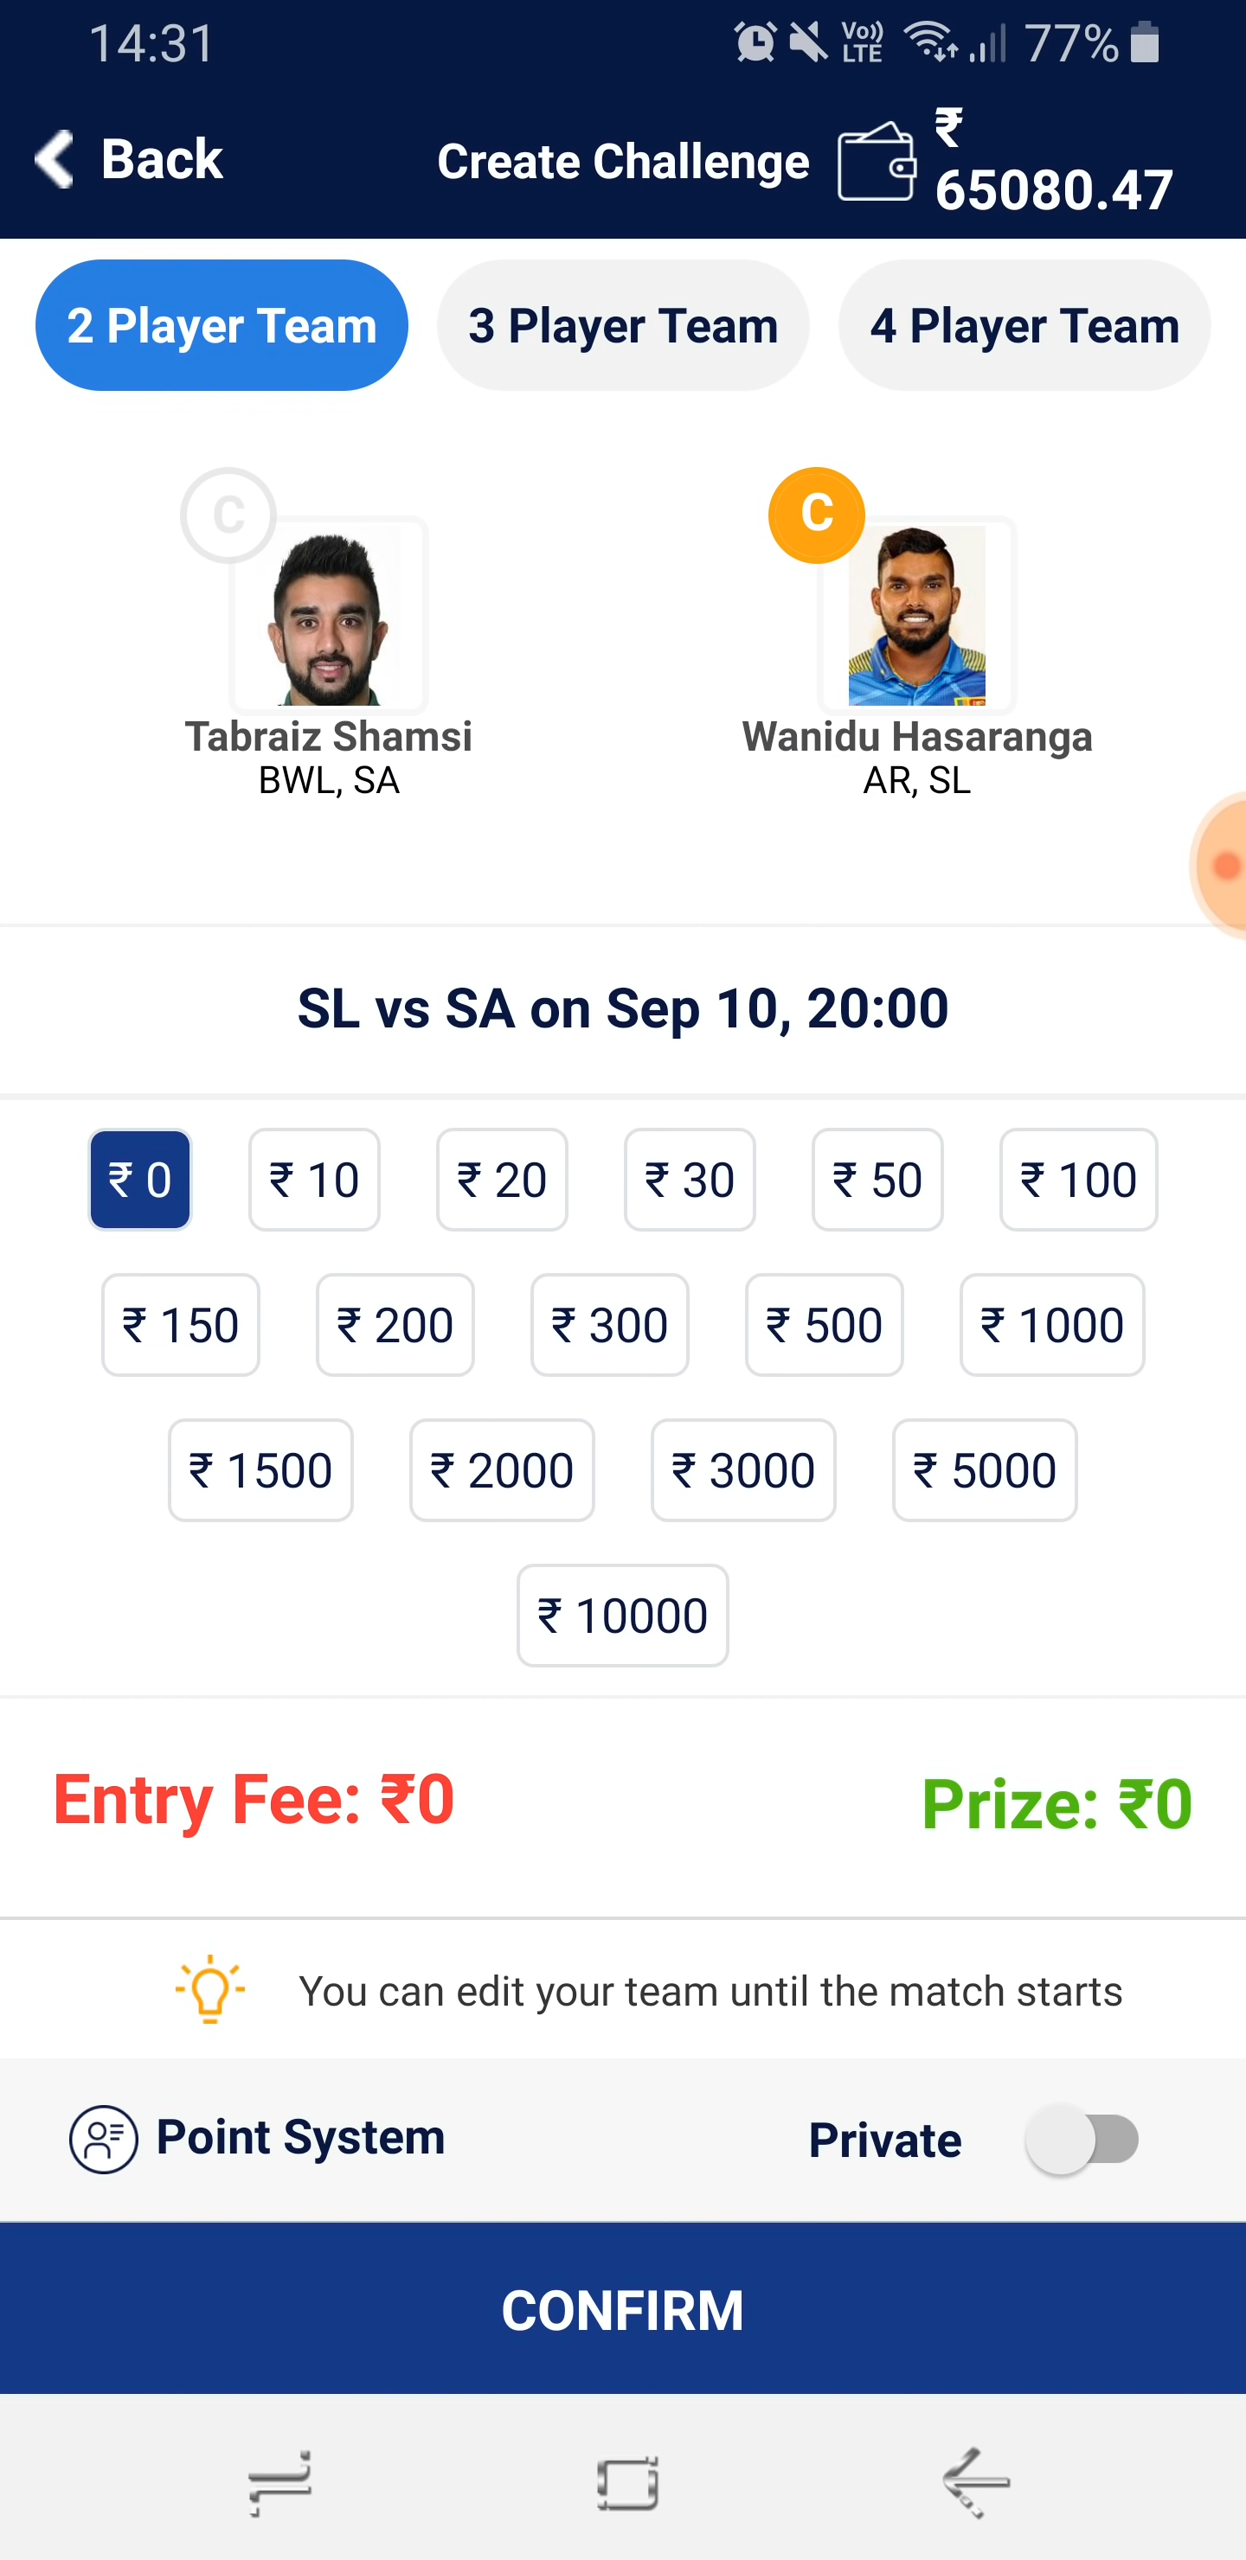 14:31
Vo)) LTE 77%
Back
Create Challenge
₹ 65080.47
2 Player Team
3 Player Team
4 Player Team
C
C
Tabraiz Shamsi
BWL, SA
Wanidu Hasaranga
AR, SL
SL vs SA on Sep 10, 20:00
₹ 0
₹ 10
₹ 20
₹ 30
₹ 50
₹ 100
₹ 150
₹ 200
₹ 300
₹ 500
₹ 1000
₹ 1500
₹ 2000
₹ 3000
₹ 5000
₹ 10000
Entry Fee: ₹0
Prize: ₹0
You can edit your team until the match starts
Point System
Private
CONFIRM